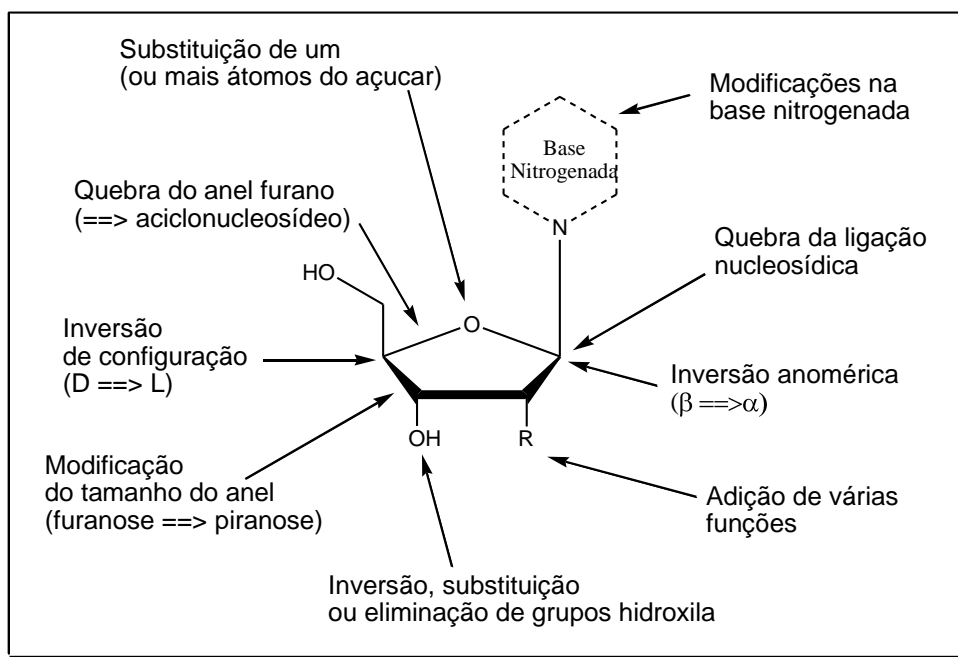 Substituição de um
(ou mais átomos do açucar)
Modificações na
base nitrogenada
Base
Nitrogenada
Quebra do anel furano
(==> aciclonucleosídeo)
N
Quebra da ligação
nucleosídica
HO
O
Inversão
de configuração
(D ==> L)
Inversão anomérica
(β ==>α)
OH
R
Modificação
do tamanho do anel
(furanose ==> piranose)
Adição de várias
funções
Inversão, substituição
ou eliminação de grupos hidroxila